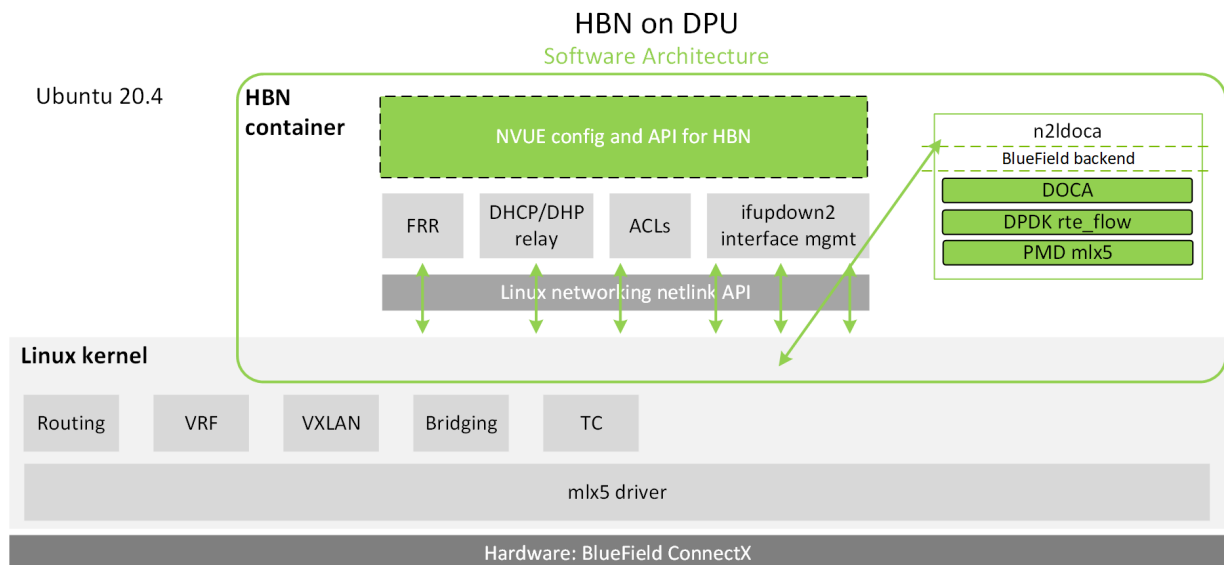 HBN on DPU
Software Architecture
Ubuntu 20.4
HBN
container
NVUE config and API for HBN
n2ldoca
BlueField backend
DOCA
DPDK rte_flow
PMD mlx5
FRR
DHCP/DHP
relay
ACLs
ifupdown2
interface mgmt
Linux networking netlink API
Linux kernel
Routing
VRF
VXLAN
Bridging
TC
mlx5 driver
Hardware: BlueField ConnectX